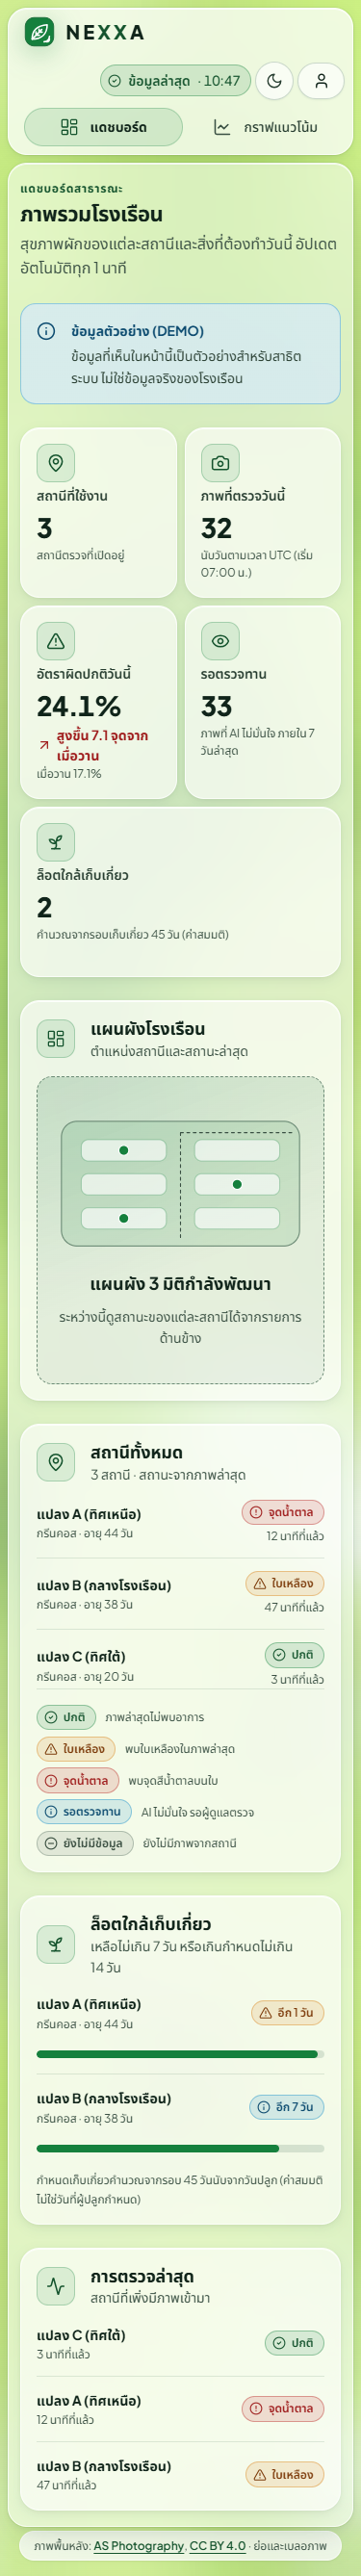 NEXXA
ข้อมูลล่าสุด · 10:47
แดชบอร์ด
กราฟแนวโน้ม
แดชบอร์ดสาธารณะ
ภาพรวมโรงเรือน
สุขภาพผักของแต่ละสถานีและสิ่งที่ต้องทำวันนี้ อัปเดต
อัตโนมัติทุก 1 นาที
ข้อมูลตัวอย่าง (DEMO)
ข้อมูลที่เห็นในหน้านี้เป็นตัวอย่างสำหรับสาธิต
ระบบ ไม่ใช่ข้อมูลจริงของโรงเรือน
สถานีที่ใช้งาน
3
สถานีตรวจที่เปิดอยู่
ภาพที่ตรวจวันนี้
32
นับวันตามเวลา UTC (เริ่ม
07:00 น.)
อัตราผิดปกติวันนี้
24.1%
สูงขึ้น 7.1 จุดจาก
เมื่อวาน
เมื่อวาน 17.1%
รอตรวจทาน
33
ภาพที่ AI ไม่มั่นใจ ภายใน 7
วันล่าสุด
ล็อตใกล้เก็บเกี่ยว
2
คำนวณจากรอบเก็บเกี่ยว 45 วัน (ค่าสมมติ)
แผนผังโรงเรือน
ตำแหน่งสถานีและสถานะล่าสุด
แผนผัง 3 มิติกำลังพัฒนา
ระหว่างนี้ดูสถานะของแต่ละสถานีได้จากรายการ
ด้านข้าง
สถานีทั้งหมด
3 สถานี · สถานะจากภาพล่าสุด
แปลง A (ทิศเหนือ)
กรีนคอส · อายุ 44 วัน
จุดน้ำตาล
12 นาทีที่แล้ว
แปลง B (กลางโรงเรือน)
กรีนคอส · อายุ 38 วัน
ใบเหลือง
47 นาทีที่แล้ว
แปลง C (ทิศใต้)
กรีนคอส · อายุ 20 วัน
ปกติ
3 นาทีที่แล้ว
ปกติ ภาพล่าสุดไม่พบอาการ
ใบเหลือง พบใบเหลืองในภาพล่าสุด
จุดน้ำตาล พบจุดสีน้ำตาลบนใบ
รอตรวจทาน AI ไม่มั่นใจ รอผู้ดูแลตรวจ
ยังไม่มีข้อมูล ยังไม่มีภาพจากสถานี
ล็อตใกล้เก็บเกี่ยว
เหลือไม่เกิน 7 วัน หรือเกินกำหนดไม่เกิน
14 วัน
แปลง A (ทิศเหนือ)
กรีนคอส · อายุ 44 วัน
อีก 1 วัน
แปลง B (กลางโรงเรือน)
กรีนคอส · อายุ 38 วัน
อีก 7 วัน
กำหนดเก็บเกี่ยวคำนวณจากรอบ 45 วันนับจากวันปลูก (ค่าสมมติ
ไม่ใช่วันที่ผู้ปลูกกำหนด)
การตรวจล่าสุด
สถานีที่เพิ่งมีภาพเข้ามา
แปลง C (ทิศใต้)
3 นาทีที่แล้ว
ปกติ
แปลง A (ทิศเหนือ)
12 นาทีที่แล้ว
จุดน้ำตาล
แปลง B (กลางโรงเรือน)
47 นาทีที่แล้ว
ใบเหลือง
ภาพพื้นหลัง: AS Photography, CC BY 4.0 · ย่อและเบลอภาพ